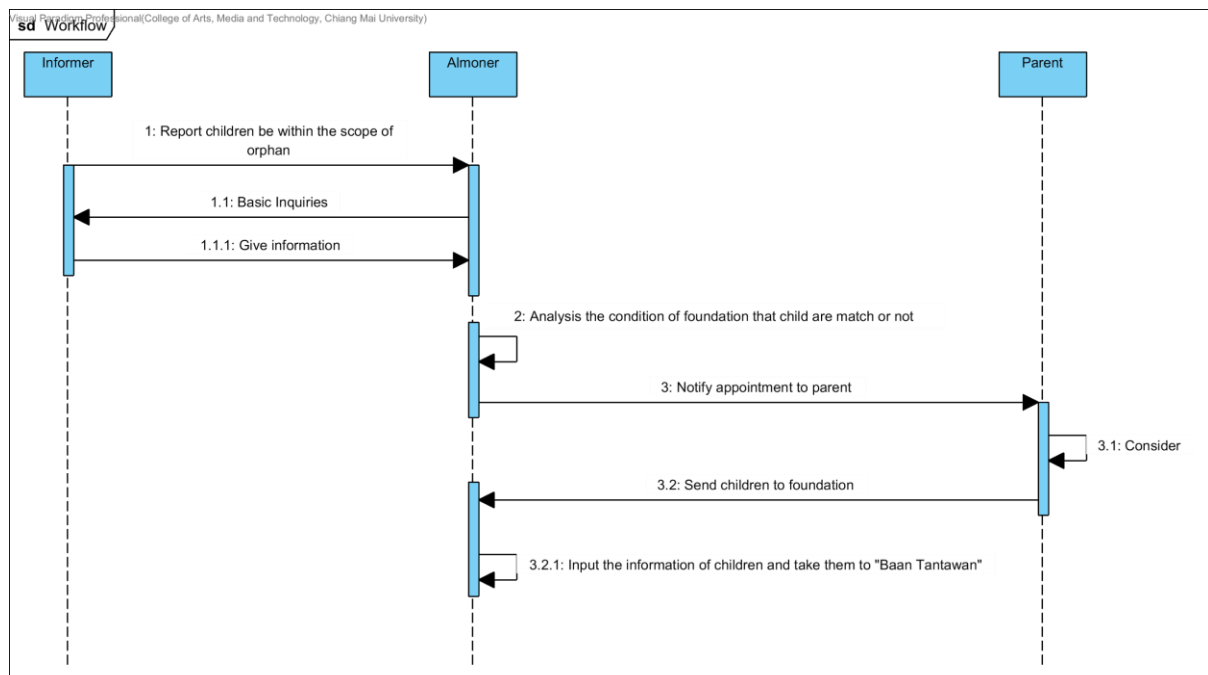 Visual Paradigm Professional(College of Arts, Media and Technology, Chiang Mai University)
sd Workflow
Informer
Almoner
Parent
1: Report children be within the scope of
orphan
1.1: Basic Inquiries
1.1.1: Give information
2: Analysis the condition of foundation that child are match or not
3: Notify appointment to parent
3.1: Consider
3.2: Send children to foundation
3.2.1: Input the information of children and take them to "Baan Tantawan"